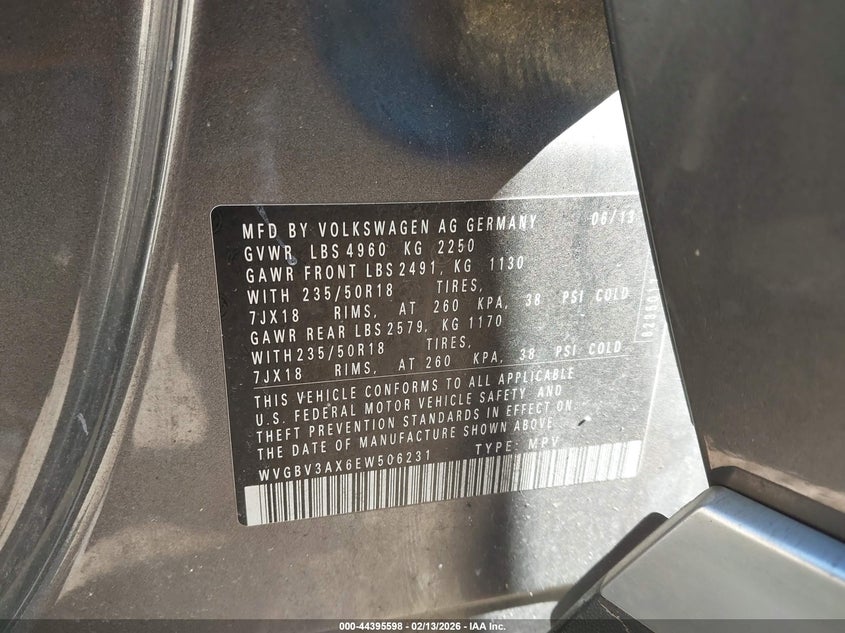 MFD BY VOLKSWAGEN AG GERMANY 06/13
GVWR LBS 4960 KG 2250
GAWR FRONT LBS 2491, KG 1130
WITH 235/50R18 TIRES,
7JX18 RIMS, AT 260 KPA, 38 PSI COLD
GAWR REAR LBS 2579, KG 1170
WITH 235/50R18 TIRES,
7JX18 RIMS, AT 260 KPA, 38 PSI COLD
THIS VEHICLE CONFORMS TO ALL APPLICABLE
U.S. FEDERAL MOTOR VEHICLE SAFETY AND
THEFT PREVENTION STANDARDS IN EFFECT ON
THE DATE OF MANUFACTURE SHOWN ABOVE
WVGBV3AX6EW506231 TYPE: MPV
000-44395598 - 02/13/2026 - IAA Inc.